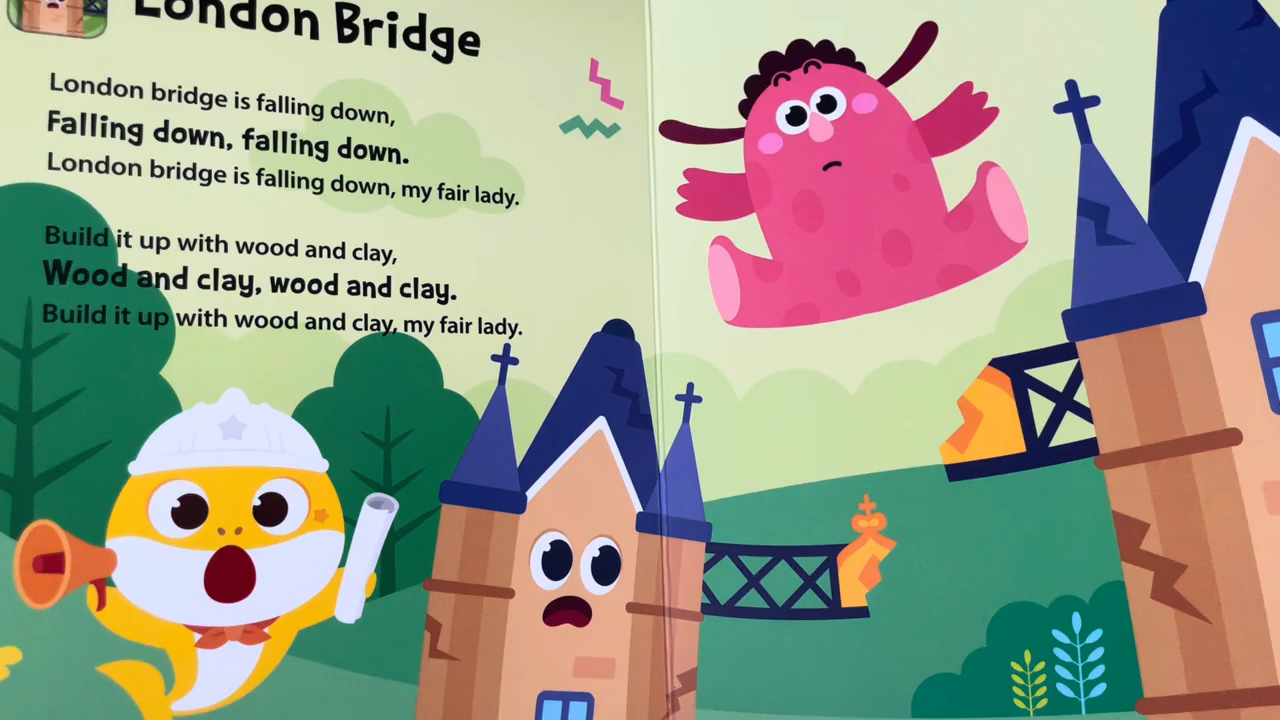 London Bridge
London bridge is falling down,
Falling down, falling down.
London bridge is falling down, my fair lady.
Build it up with wood and clay,
Wood and clay, wood and clay.
Build it up with wood and clay, my fair lady.